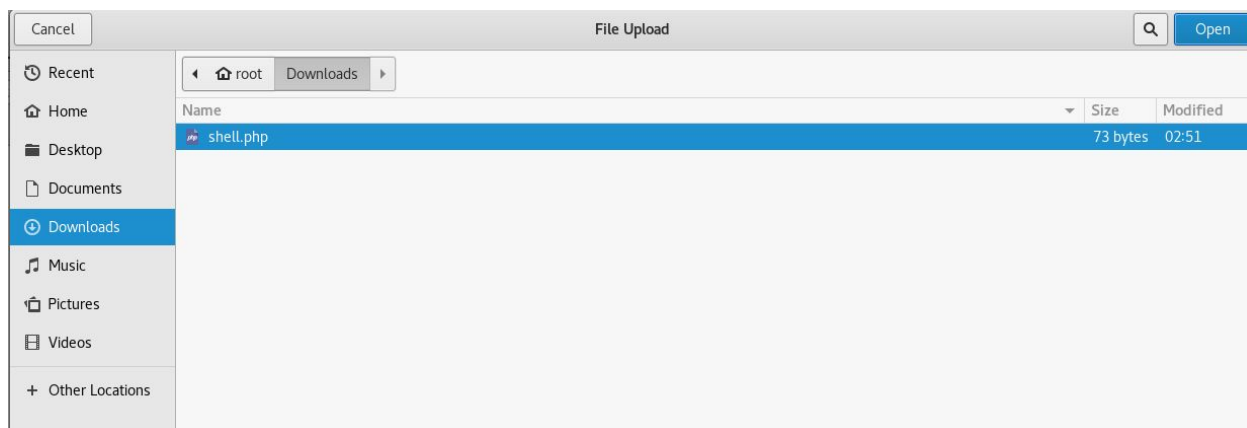 Cancel File Upload Open
Recent
root Downloads
Home
Name Size Modified
php shell.php 73 bytes 02:51
Desktop
Documents
Downloads
Music
Pictures
Videos
+ Other Locations